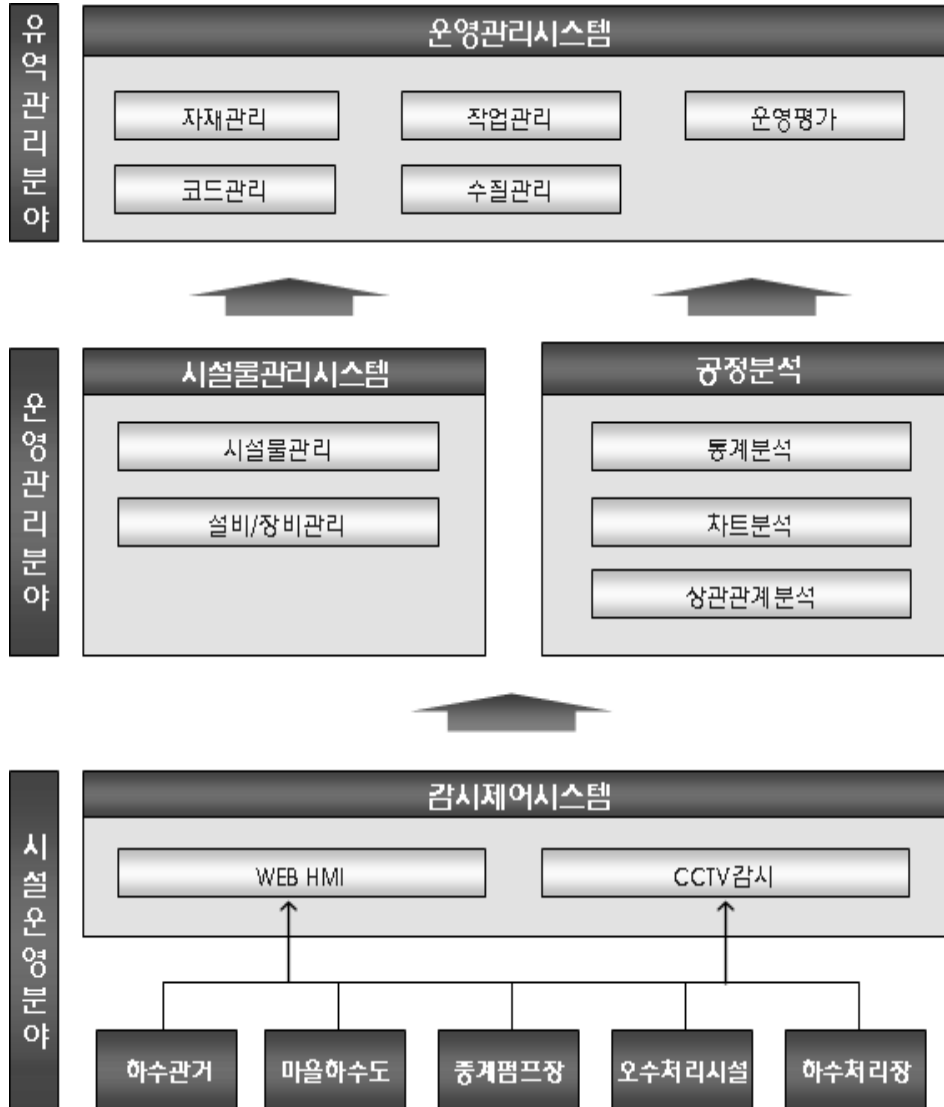 유역관리분야
운영관리시스템
자재관리
작업관리
운영평가
코드관리
수질관리
운영관리분야
시설물관리시스템
공정분석
시설물관리
통계분석
설비/장비관리
차트분석
상관관계분석
시설운영분야
감시제어시스템
WEB HMI
CCTV감시
하수관거
마을하수도
중계펌프장
오수처리시설
하수처리장